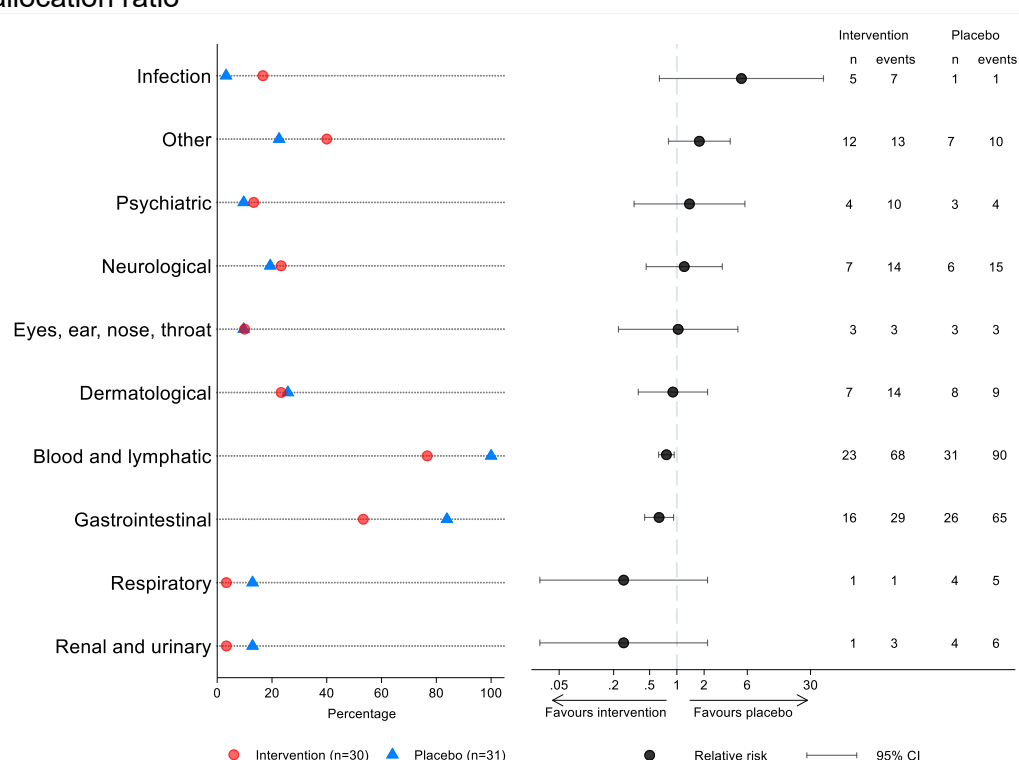 allocation ratio
Intervention Placebo
n events n events
Infection 5 7 1 1
Other 12 13 7 10
Psychiatric 4 10 3 4
Neurological 7 14 6 15
Eyes, ear, nose, throat 3 3 3 3
Dermatological 7 14 8 9
Blood and lymphatic 23 68 31 90
Gastrointestinal 16 29 26 65
Respiratory 1 1 4 5
Renal and urinary 1 3 4 6
0 20 40 60 80 100 .05 .2 .5 1 2 6 30
Percentage Favours intervention Favours placebo
Intervention (n=30) Placebo (n=31) Relative risk 95% CI